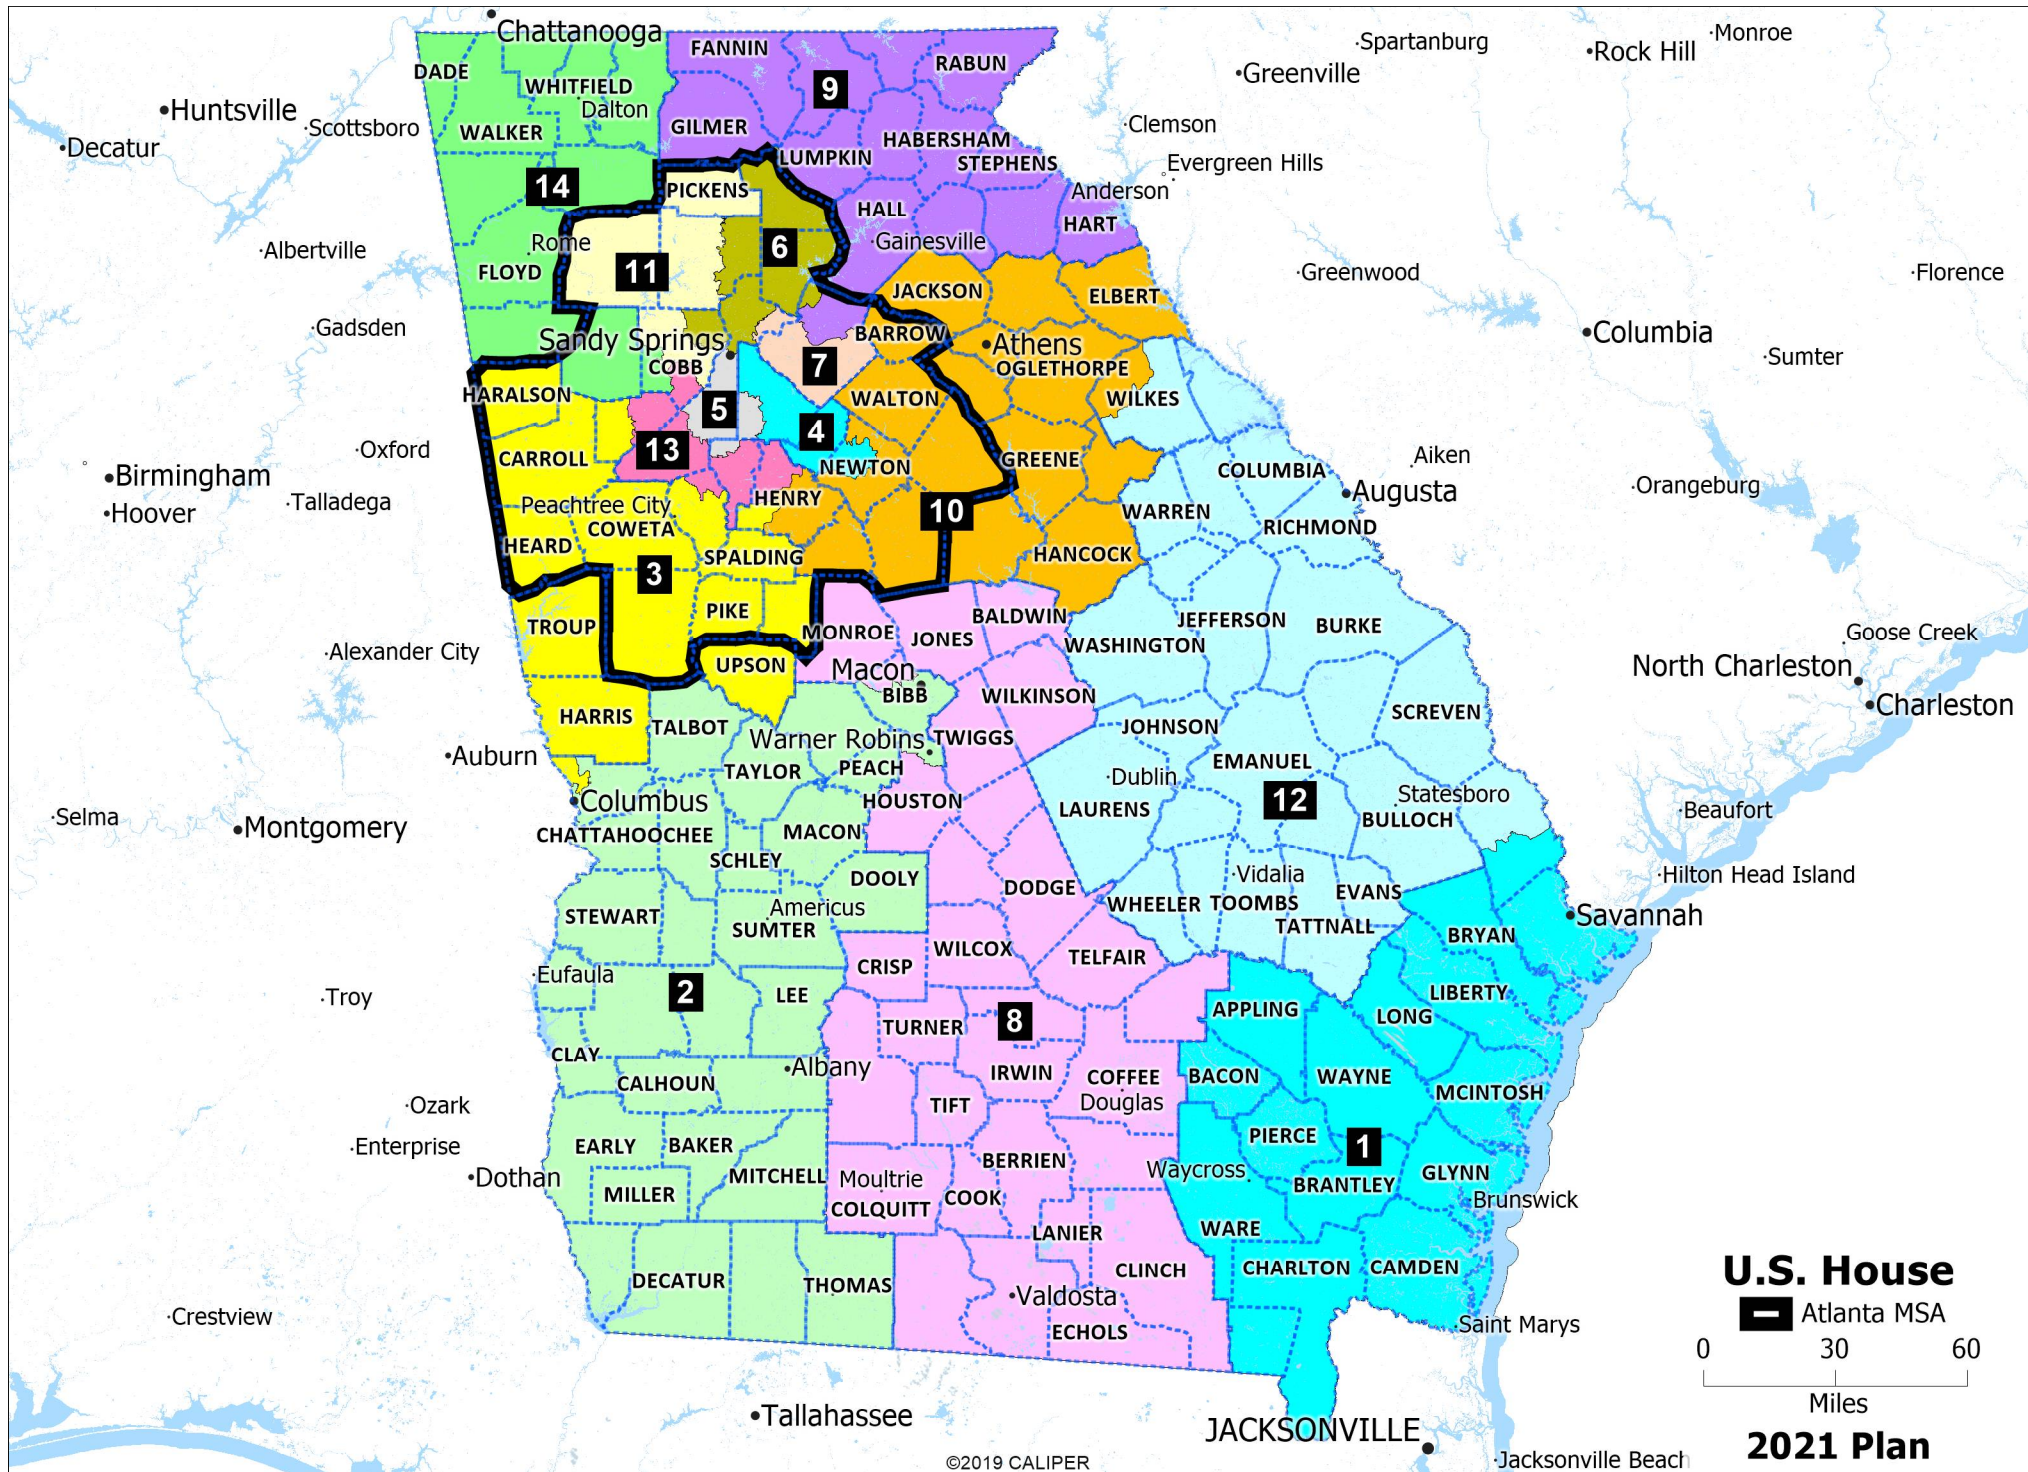 Chattanooga
Monroe
Spartanburg
Rock Hill
FANNIN
RABUN
DADE
Greenville
WHITFIELD
9
Dalton
Huntsville
Scottsboro
WALKER
GILMER
Clemson
HABERSHAM
Decatur
LUMPKIN
STEPHENS
Evergreen Hills
14
PICKENS
Anderson
HALL
HART
Albertville
Rome
6
Gainesville
FLOYD
11
Greenwood
Florence
JACKSON
ELBERT
Gadsden
Sandy Springs
BARROW
Athens
Columbia
COBB
7
OGLETHORPE
Sumter
HARALSON
5
WALTON
WILKES
4
Oxford
13
CARROLL
NEWTON
GREENE
COLUMBIA
Aiken
Birmingham
Talladega
Peachtree City
HENRY
Augusta
Orangeburg
Hoover
COWETA
10
WARREN
RICHMOND
HEARD
SPALDING
HANCOCK
3
PIKE
BALDWIN
JEFFERSON
BURKE
TROUP
MONROE
JONES
WASHINGTON
Goose Creek
Alexander City
UPSON
Macon
North Charleston
BIBB
WILKINSON
Charleston
HARRIS
TALBOT
JOHNSON
SCREVEN
Auburn
Warner Robins
TWIGGS
TAYLOR
PEACH
EMANUEL
Dublin
Columbus
HOUSTON
LAURENS
12
Statesboro
BULLOCH
Beaufort
Selma
Montgomery
CHATTAHOOCHEE
MACON
SCHLEY
DOOLY
DODGE
Vidalia
EVANS
Hilton Head Island
STEWART
Americus
SUMTER
WHEELER
TOOMBS
TATTNALL
Savannah
BRYAN
WILCOX
CRISP
TELFAIR
Eufaula
Troy
2
LEE
LIBERTY
APPLING
LONG
TURNER
8
CLAY
Albany
CALHOUN
IRWIN
COFFEE
BACON
WAYNE
MCINTOSH
Ozark
TIFT
Douglas
Enterprise
EARLY
BAKER
PIERCE
1
BERRIEN
Dothan
MITCHELL
Moultrie
Waycross
GLYNN
MILLER
COOK
BRANTLEY
Brunswick
COLQUITT
LANIER
WARE
DECATUR
THOMAS
CLINCH
CHARLTON
CAMDEN
Valdosta
Crestview
ECHOLS
Saint Marys
U.S. House
Atlanta MSA
0 30 60
Miles
Tallahassee
JACKSONVILLE
2021 Plan
Jacksonville Beach
©2019 CALIPER